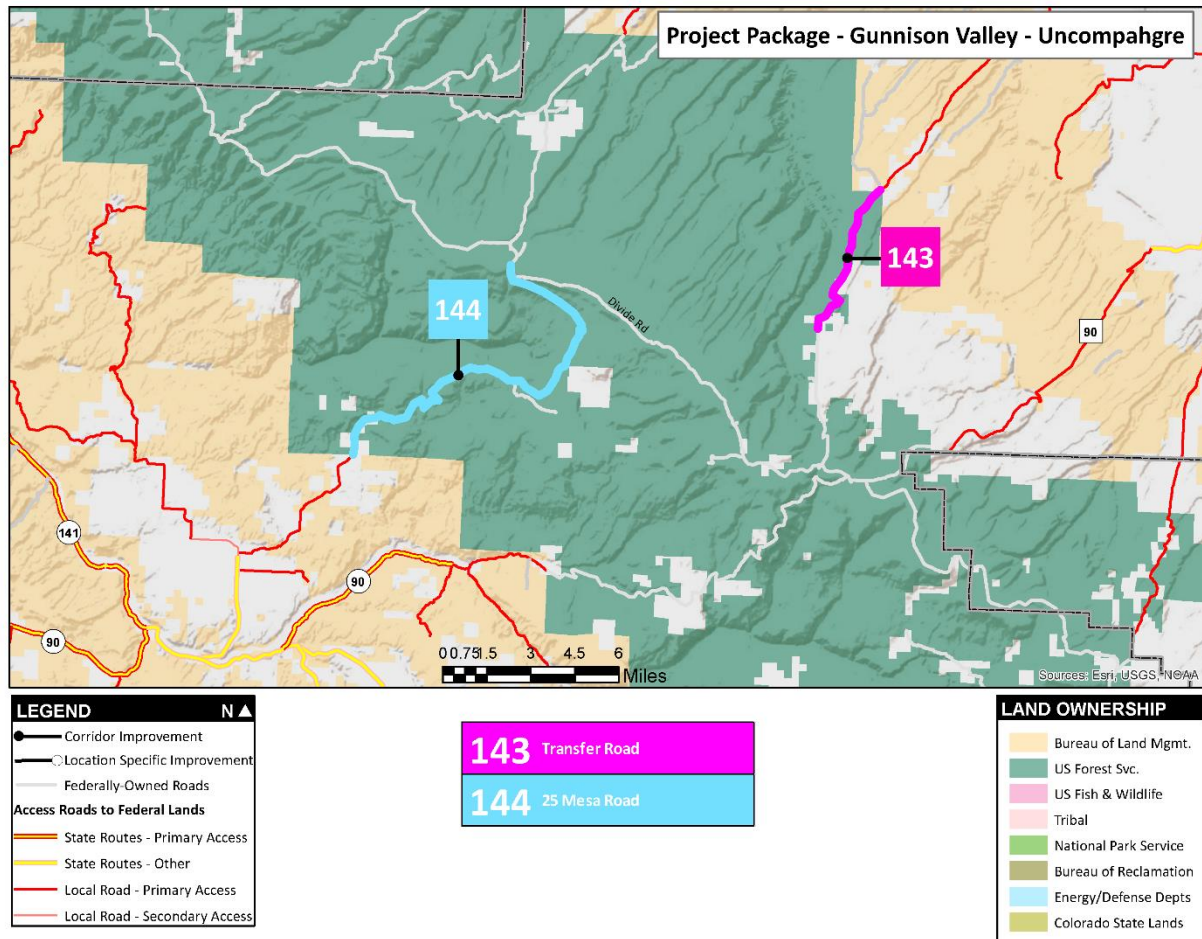 Project Package - Gunnison Valley - Uncompahgre
143
144
Divide Rd
90
141
90
90
0 0.75 1.5 3 4.5 6
Miles
Sources: Esri, USGS, NOAA
LEGEND N
Corridor Improvement
Location Specific Improvement
Federally-Owned Roads
Access Roads to Federal Lands
State Routes - Primary Access
State Routes - Other
Local Road - Primary Access
Local Road - Secondary Access
143 Transfer Road
144 25 Mesa Road
LAND OWNERSHIP
Bureau of Land Mgmt.
US Forest Svc.
US Fish & Wildlife
Tribal
National Park Service
Bureau of Reclamation
Energy/Defense Depts
Colorado State Lands